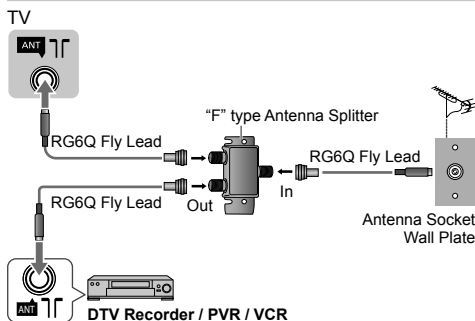 TV
ANT
"F" type Antenna Splitter
RG6Q Fly Lead
RG6Q Fly Lead
RG6Q Fly Lead
Out
In
Antenna Socket
Wall Plate
ANT
DTV Recorder / PVR / VCR